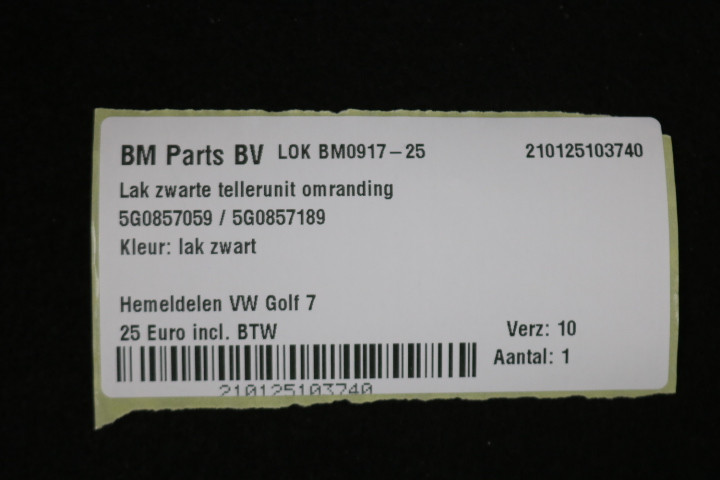 BM Parts BV LOK BM0917-25 210125103740
Lak zwarte tellerunit omranding
5G0857059 / 5G0857189
Kleur: lak zwart
Hemeldelen VW Golf 7
25 Euro incl. BTW Verz: 10
Aantal: 1
210125103740